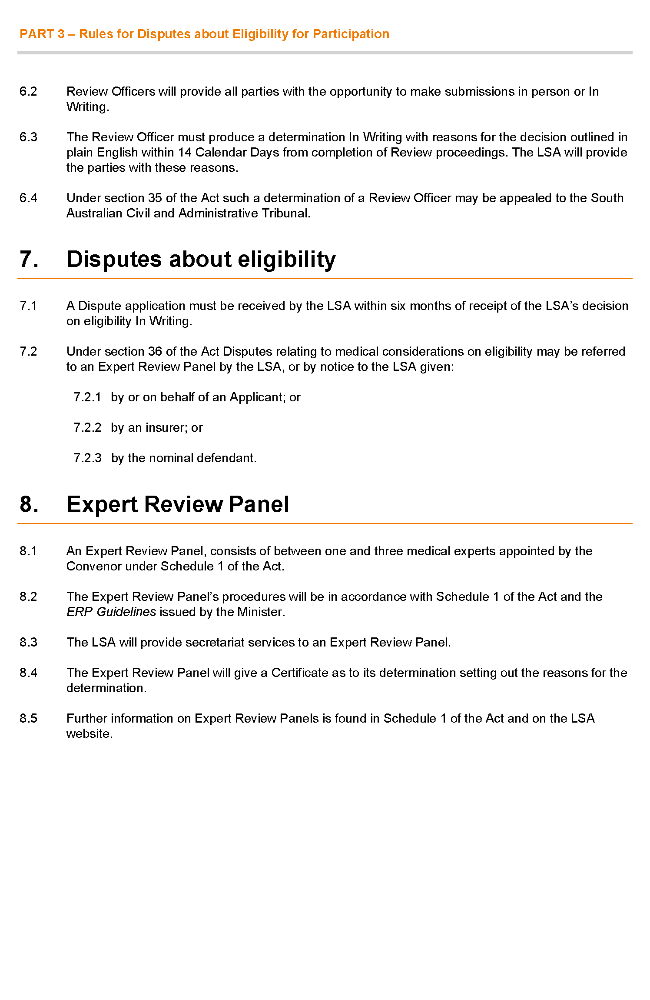 PART 3 – Rules for Disputes about Eligibility for Participation
6.2 Review Officers will provide all parties with the opportunity to make submissions in person or In
Writing.
6.3 The Review Officer must produce a determination In Writing with reasons for the decision outlined in
plain English within 14 Calendar Days from completion of Review proceedings. The LSA will provide
the parties with these reasons.
6.4 Under section 35 of the Act such a determination of a Review Officer may be appealed to the South
Australian Civil and Administrative Tribunal.
7. Disputes about eligibility
7.1 A Dispute application must be received by the LSA within six months of receipt of the LSA’s decision
on eligibility In Writing.
7.2 Under section 36 of the Act Disputes relating to medical considerations on eligibility may be referred
to an Expert Review Panel by the LSA, or by notice to the LSA given:
7.2.1 by or on behalf of an Applicant; or
7.2.2 by an insurer; or
7.2.3 by the nominal defendant.
8. Expert Review Panel
8.1 An Expert Review Panel, consists of between one and three medical experts appointed by the
Convenor under Schedule 1 of the Act.
8.2 The Expert Review Panel’s procedures will be in accordance with Schedule 1 of the Act and the
ERP Guidelines issued by the Minister.
8.3 The LSA will provide secretariat services to an Expert Review Panel.
8.4 The Expert Review Panel will give a Certificate as to its determination setting out the reasons for the
determination.
8.5 Further information on Expert Review Panels is found in Schedule 1 of the Act and on the LSA
website.